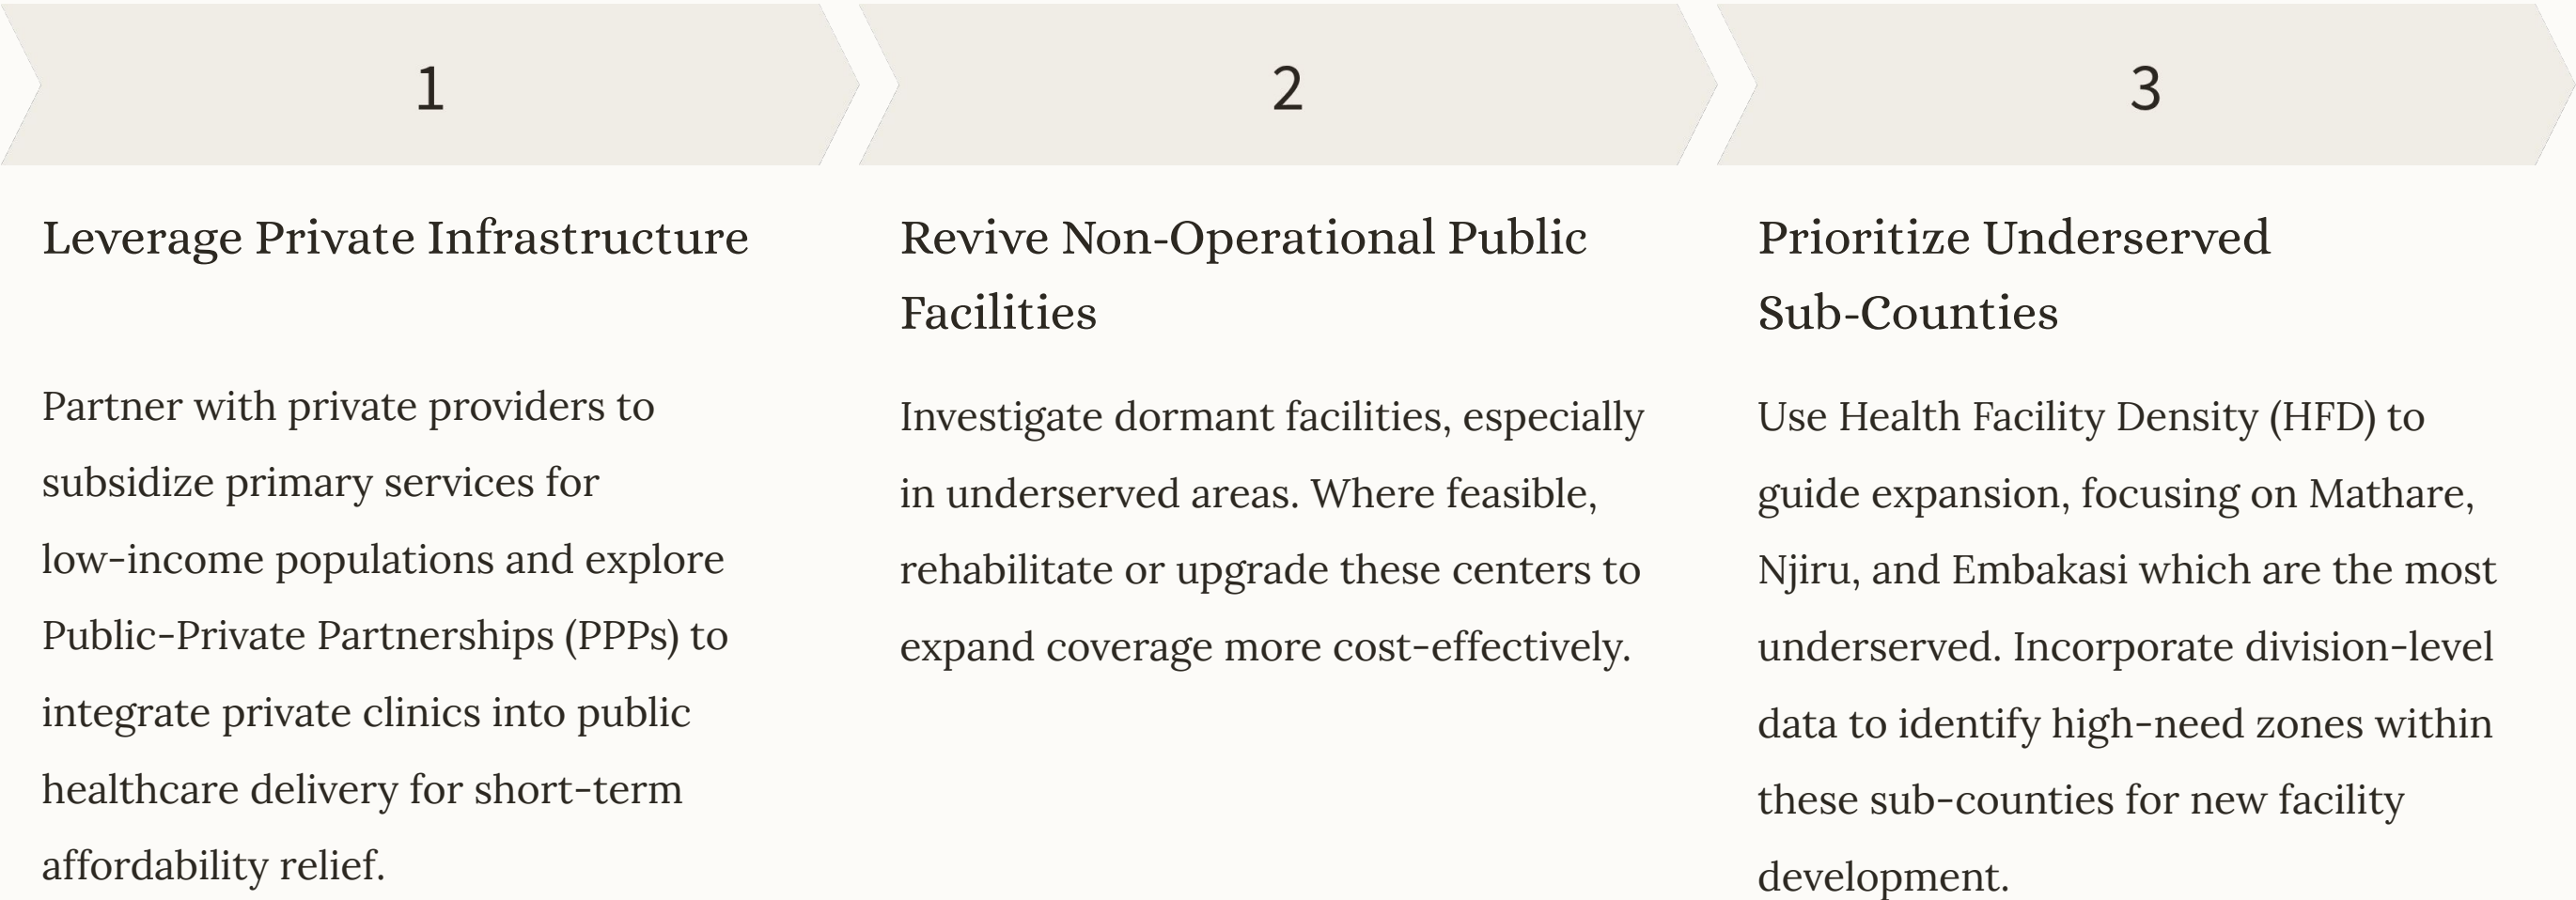 1
Leverage Private Infrastructure
Partner with private providers to
subsidize primary services for
low-income populations and explore
Public-Private Partnerships (PPPs) to
integrate private clinics into public
healthcare delivery for short-term
affordability relief.
2
Revive Non-Operational Public
Facilities
Investigate dormant facilities, especially
in underserved areas. Where feasible,
rehabilitate or upgrade these centers to
expand coverage more cost-effectively.
3
Prioritize Underserved
Sub-Counties
Use Health Facility Density (HFD) to
guide expansion, focusing on Mathare,
Njiru, and Embakasi which are the most
underserved. Incorporate division-level
data to identify high-need zones within
these sub-counties for new facility
development.